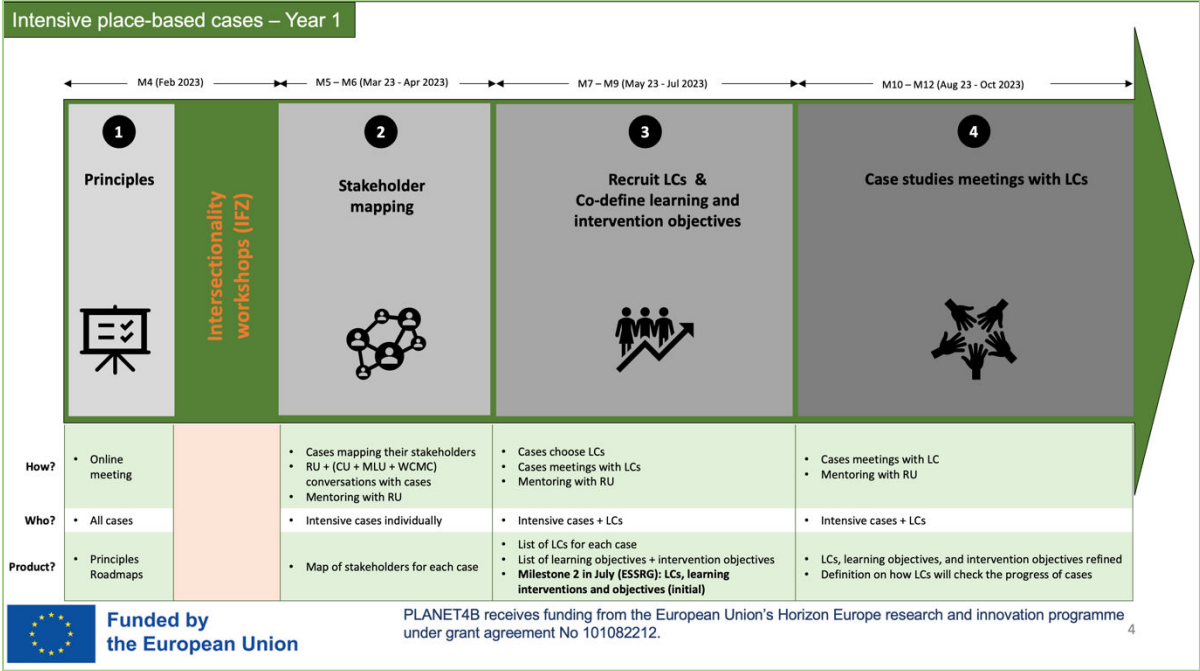 Intensive place-based cases – Year 1
M4 (Feb 2023)
M5 – M6 (Mar 23 - Apr 2023)
M7 – M9 (May 23 - Jul 2023)
M10 – M12 (Aug 23 - Oct 2023)
1
Principles
Intersectionality
workshops (IFZ)
2
Stakeholder
mapping
3
Recruit LCs &
Co-define learning and
intervention objectives
4
Case studies meetings with LCs
How?
• Online
meeting
• Cases mapping their stakeholders
• RU + (CU + MLU + WCMC)
conversations with cases
• Mentoring with RU
• Cases choose LCs
• Cases meetings with LCs
• Mentoring with RU
• Cases meetings with LC
• Mentoring with RU
Who?
• All cases
• Intensive cases individually
• Intensive cases + LCs
• Intensive cases + LCs
Product?
• Principles
Roadmaps
• Map of stakeholders for each case
• List of LCs for each case
• List of learning objectives + intervention objectives
• Milestone 2 in July (ESSRG): LCs, learning
interventions and objectives (initial)
• LCs, learning objectives, and intervention objectives refined
• Definition on how LCs will check the progress of cases
Funded by
the European Union
PLANET4B receives funding from the European Union's Horizon Europe research and innovation programme
under grant agreement No 101082212.
4